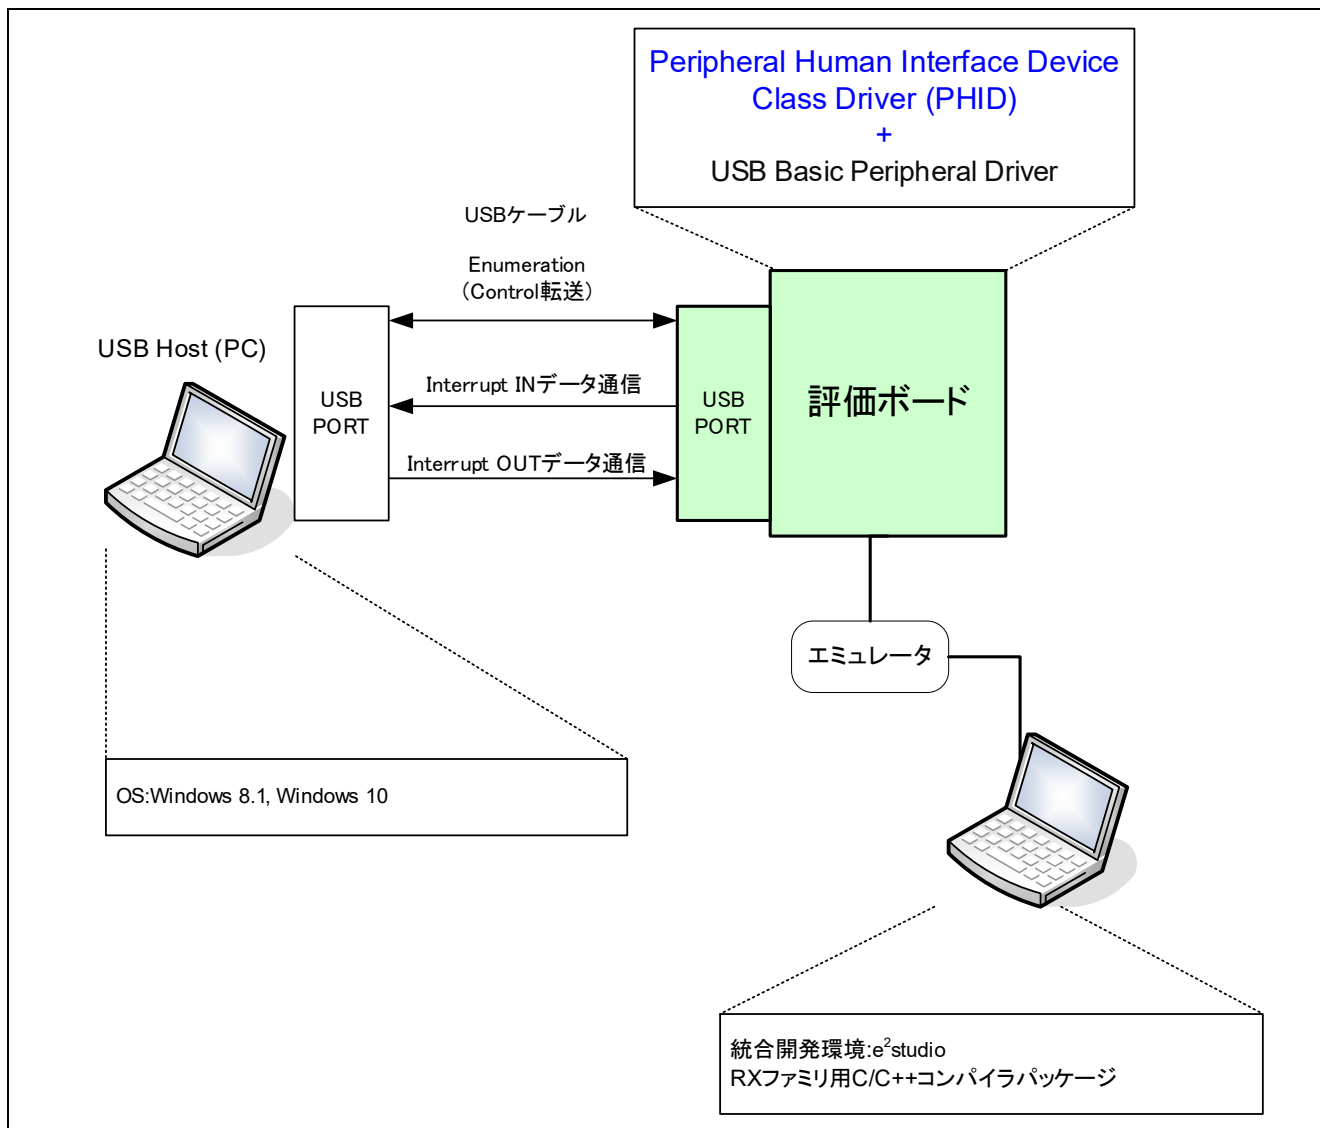 Peripheral Human Interface Device
Class Driver (PHID)
+
USB Basic Peripheral Driver
USBケーブル
Enumeration
(Control転送)
USB Host (PC)
USB
PORT
Interrupt INデータ通信
Interrupt OUTデータ通信
USB
PORT
評価ボード
エミュレータ
OS:Windows 8.1, Windows 10
統合開発環境:e²studio
RXファミリ用C/C++コンパイラパッケージ